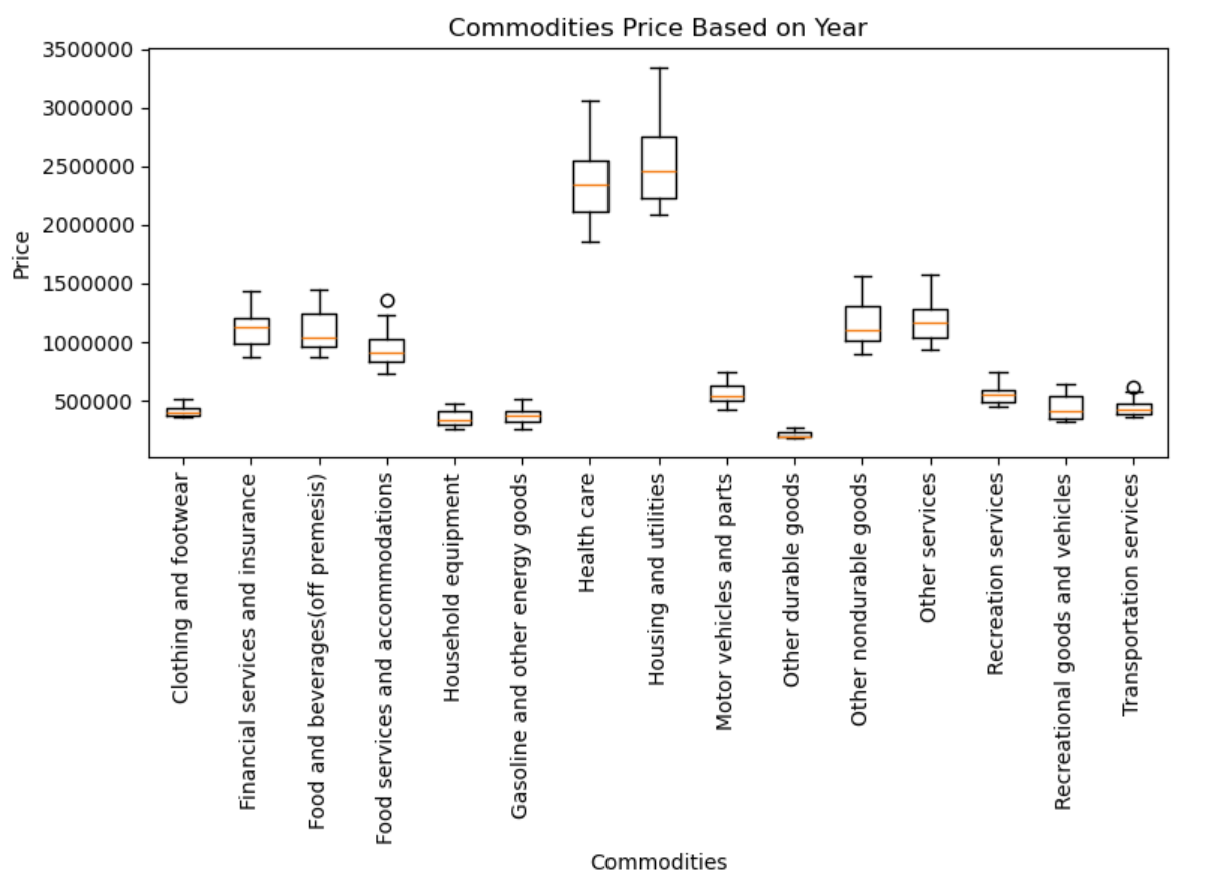 Commodities Price Based on Year
3500000
3000000
2500000
2000000
1500000
1000000
500000
Price
Clothing and footwear
Financial services and insurance
Food and beverages(off premesis)
Food services and accommodations
Household equipment
Gasoline and other energy goods
Health care
Housing and utilities
Motor vehicles and parts
Other durable goods
Other nondurable goods
Other services
Recreation services
Recreational goods and vehicles
Transportation services
Commodities